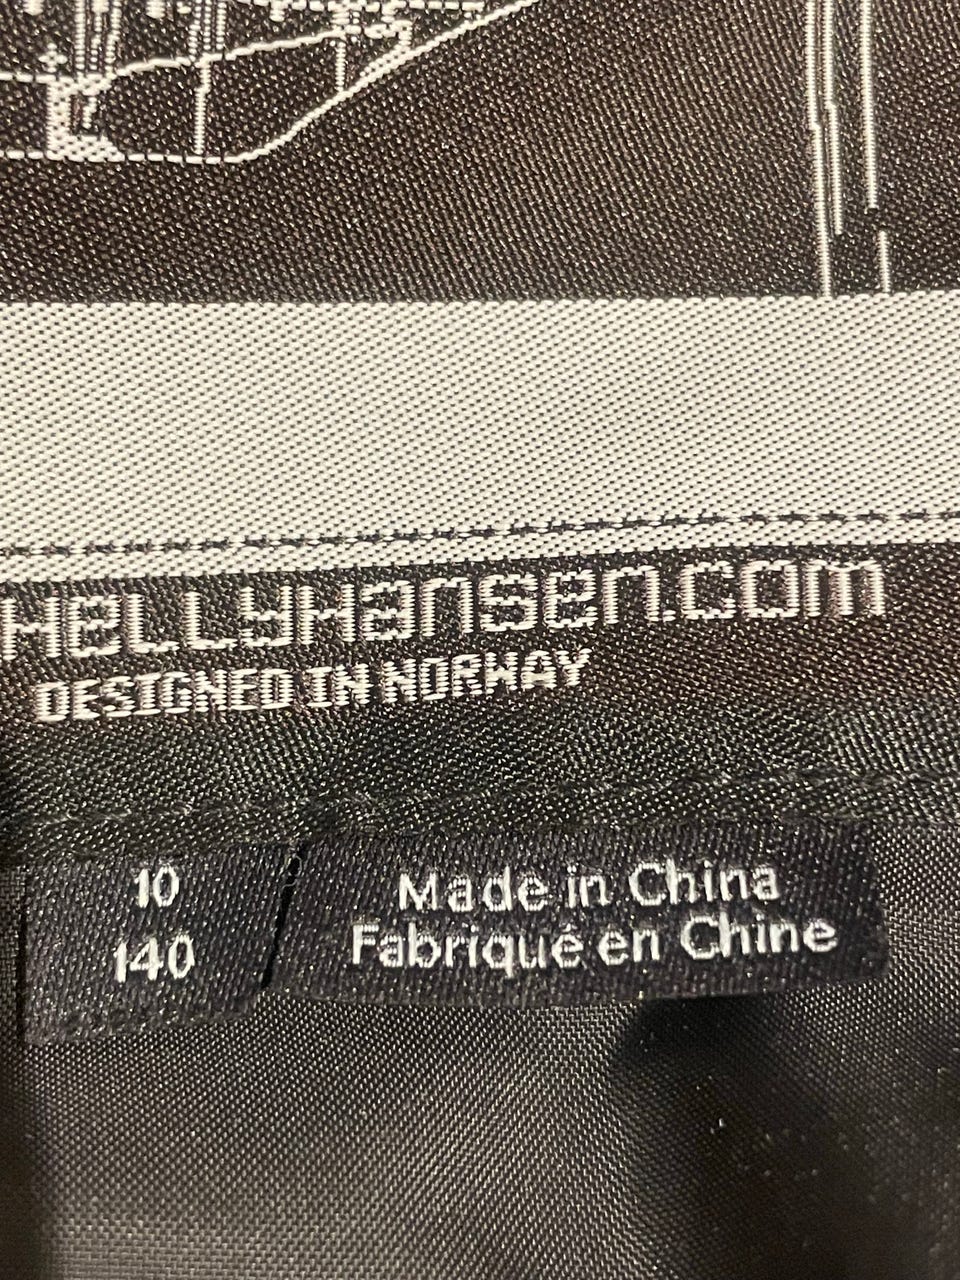 HeLLyHansen.com
DESIGNED IN NORWAY
10
140
Made in China
Fabriqué en Chine